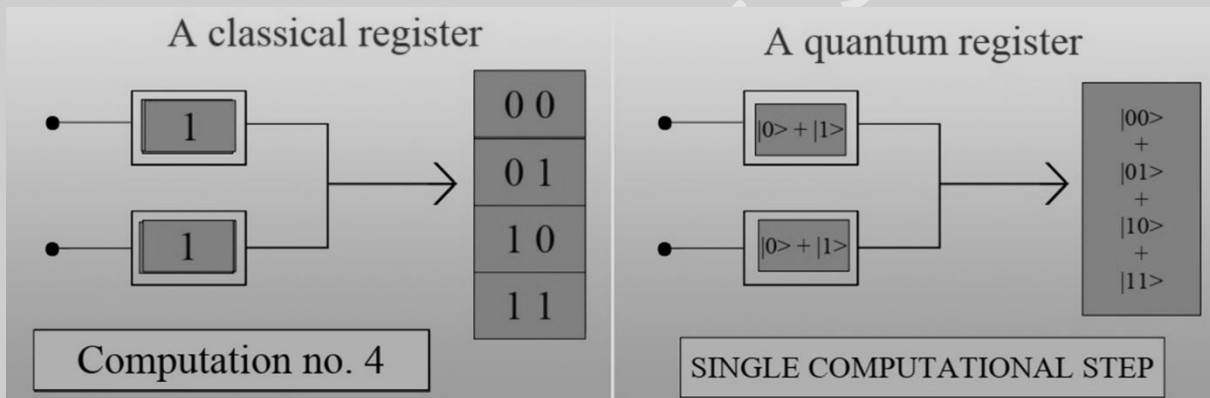 A classical register
1
1
0 0
0 1
1 0
1 1
Computation no. 4
A quantum register
|0> + |1>
|0> + |1>
|00>
+
|01>
+
|10>
+
|11>
SINGLE COMPUTATIONAL STEP